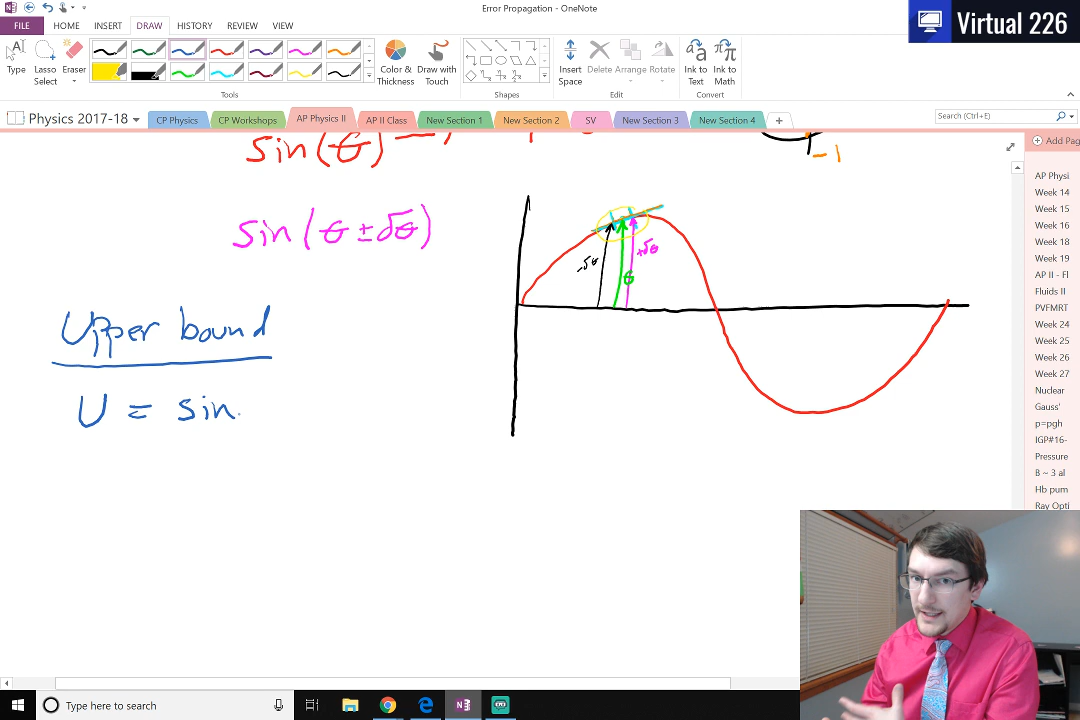 Error Propagation - OneNote
Virtual 226
FILE HOME INSERT DRAW HISTORY REVIEW VIEW
Type
Lasso Select
Eraser
Color & Thickness
Draw with Touch
Insert Space
Delete
Arrange
Rotate
Ink to Text
Ink to Math
Tools
Shapes
Edit
Convert
Physics 2017-18
CP Physics
CP Workshops
AP Physics II
AP II Class
New Section 1
New Section 2
SV
New Section 3
New Section 4
+
Search (Ctrl+E)
Add Pag
AP Physi
Week 14
Week 15
Week 16
Week 18
Week 19
AP II - Fl
Fluids II
PVFMRT
Week 24
Week 25
Week 26
Week 27
Nuclear
Gauss'
p=pgh
IGP#16-
Pressure
B ~ 3 al
Hb pum
Ray Opti
sin(θ)
-1
sin(θ ± δθ)
-δθ
θ
+δθ
Upper bound
U = sin
Type here to search